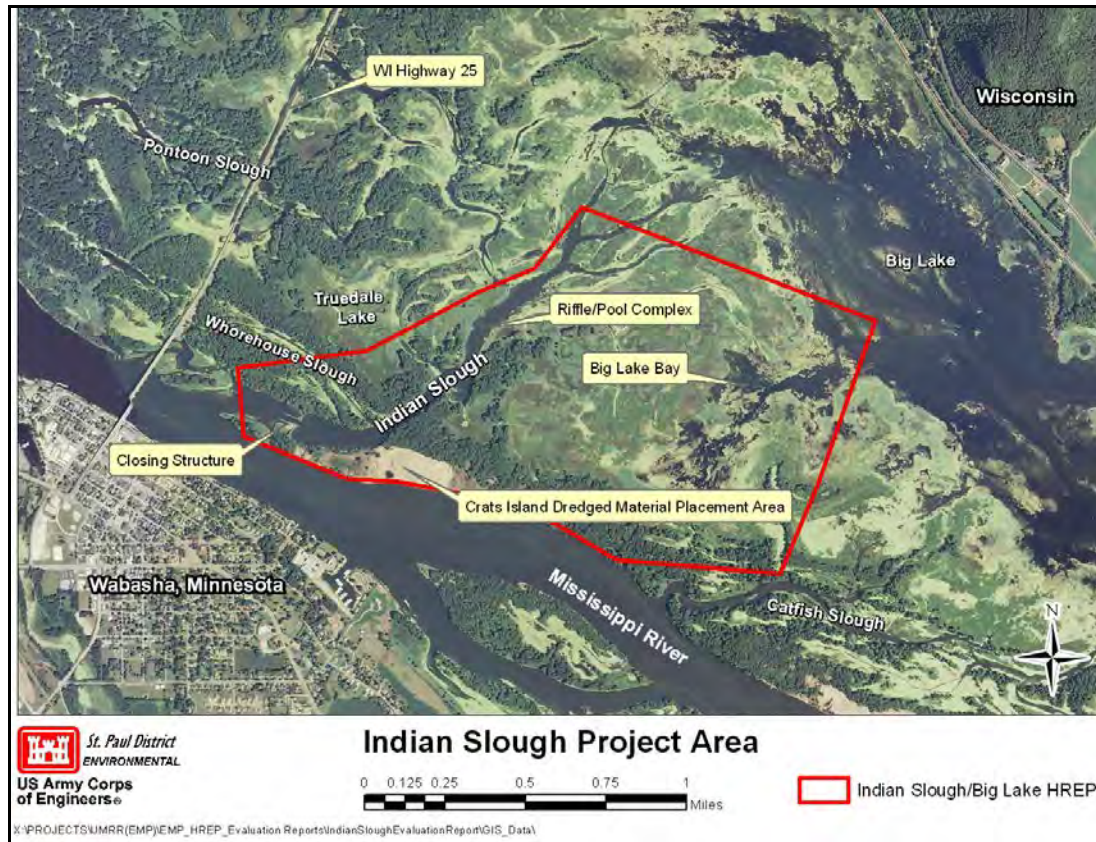 WI Highway 25
Wisconsin
Pontoon Slough
Big Lake
Truedale
Lake
Riffle/Pool Complex
Whorehouse Slough
Indian Slough
Big Lake Bay
Closing Structure
Crats Island Dredged Material Placement Area
Wabasha, Minnesota
Mississippi River
Catfish Slough
N
St. Paul District
ENVIRONMENTAL
US Army Corps
of Engineers®
Indian Slough Project Area
0 0.125 0.25 0.5 0.75 1
Miles
Indian Slough/Big Lake HREP
X:\PROJECTS\UMRR(EMP)\EMP_HREP_Evaluation Reports\IndianSloughEvaluationReport\GIS_Data\